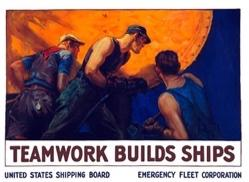 TEAMWORK BUILDS SHIPS
UNITED STATES SHIPPING BOARD EMERGENCY FLEET CORPORATION